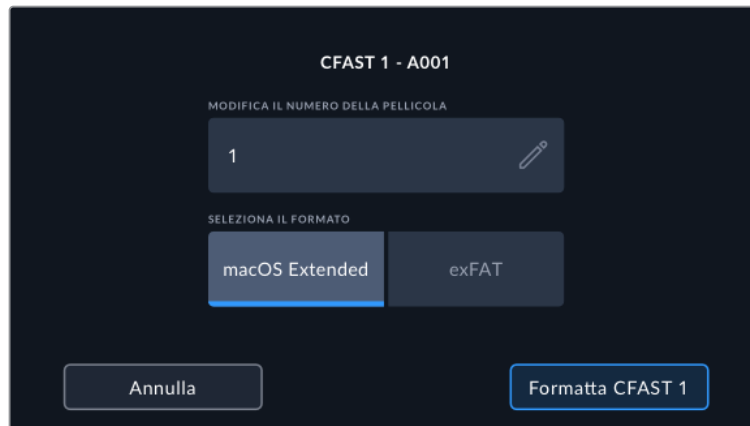 CFAST 1 - A001
MODIFICA IL NUMERO DELLA PELLICOLA
1
SELEZIONA IL FORMATO
macOS Extended exFAT
Annulla Formatta CFAST 1